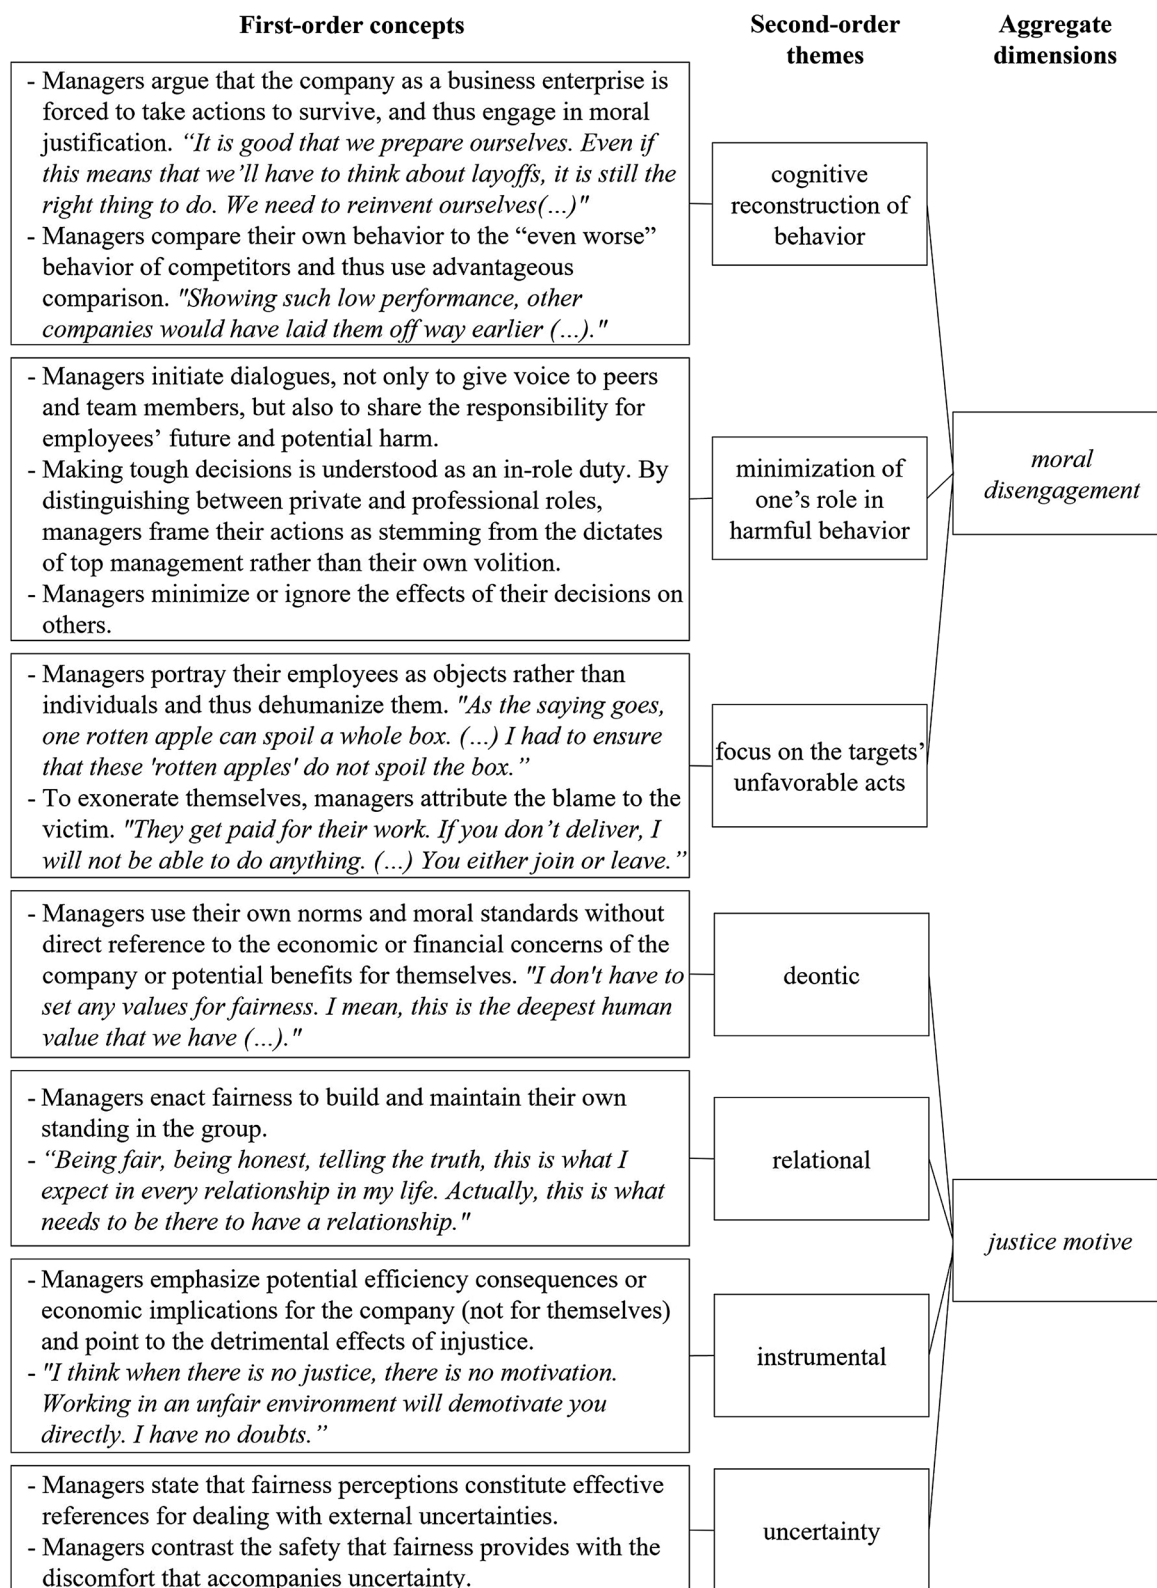 First-order concepts
Second-order
themes
Aggregate
dimensions
- Managers argue that the company as a business enterprise is
forced to take actions to survive, and thus engage in moral
justification. “It is good that we prepare ourselves. Even if
this means that we’ll have to think about layoffs, it is still the
right thing to do. We need to reinvent ourselves(…)"
- Managers compare their own behavior to the “even worse”
behavior of competitors and thus use advantageous
comparison. "Showing such low performance, other
companies would have laid them off way earlier (…)."
cognitive
reconstruction of
behavior
- Managers initiate dialogues, not only to give voice to peers
and team members, but also to share the responsibility for
employees’ future and potential harm.
- Making tough decisions is understood as an in-role duty. By
distinguishing between private and professional roles,
managers frame their actions as stemming from the dictates
of top management rather than their own volition.
- Managers minimize or ignore the effects of their decisions on
others.
minimization of
one’s role in
harmful behavior
- Managers portray their employees as objects rather than
individuals and thus dehumanize them. "As the saying goes,
one rotten apple can spoil a whole box. (…) I had to ensure
that these 'rotten apples' do not spoil the box.”
- To exonerate themselves, managers attribute the blame to the
victim. "They get paid for their work. If you don’t deliver, I
will not be able to do anything. (…) You either join or leave.”
focus on the targets’
unfavorable acts
moral
disengagement
- Managers use their own norms and moral standards without
direct reference to the economic or financial concerns of the
company or potential benefits for themselves. "I don't have to
set any values for fairness. I mean, this is the deepest human
value that we have (…)."
deontic
- Managers enact fairness to build and maintain their own
standing in the group.
- “Being fair, being honest, telling the truth, this is what I
expect in every relationship in my life. Actually, this is what
needs to be there to have a relationship."
relational
- Managers emphasize potential efficiency consequences or
economic implications for the company (not for themselves)
and point to the detrimental effects of injustice.
- "I think when there is no justice, there is no motivation.
Working in an unfair environment will demotivate you
directly. I have no doubts.”
instrumental
- Managers state that fairness perceptions constitute effective
references for dealing with external uncertainties.
- Managers contrast the safety that fairness provides with the
discomfort that accompanies uncertainty.
uncertainty
justice motive